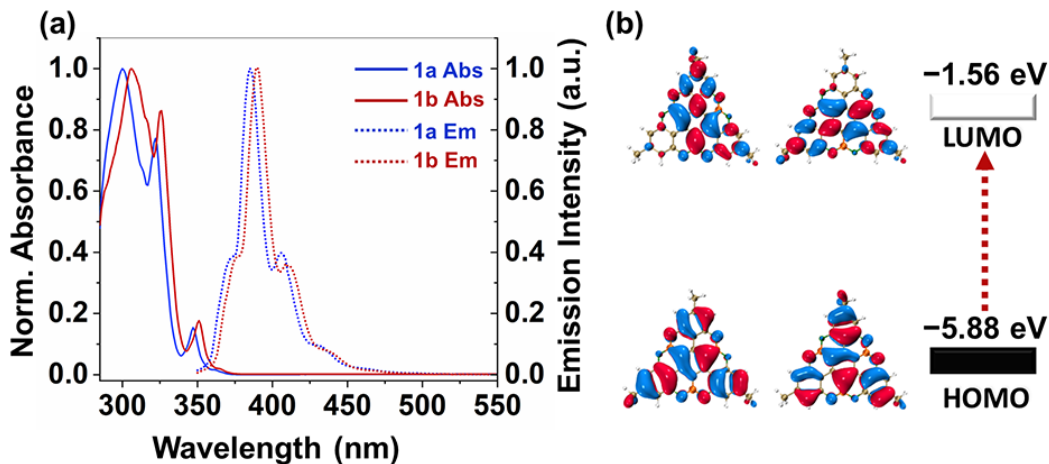 (a)
Norm. Absorbance
1.0
0.8
0.6
0.4
0.2
0.0
1a Abs
1b Abs
1a Em
1b Em
1.0
0.8
0.6
0.4
0.2
0.0
Emission Intensity (a.u.)
300 350 400 450 500 550
Wavelength (nm)
(b)
−1.56 eV
LUMO
−5.88 eV
HOMO